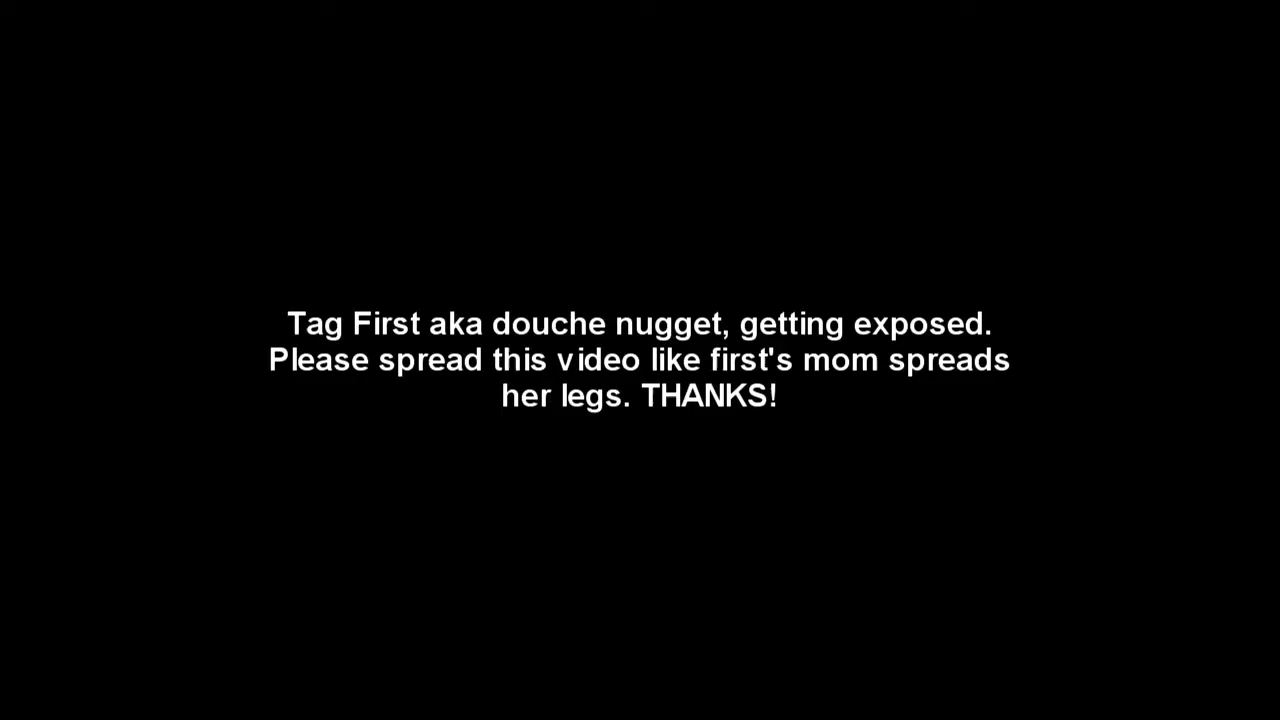 Tag First aka douche nugget, getting exposed.
Please spread this video like first's mom spreads
her legs. THANKS!